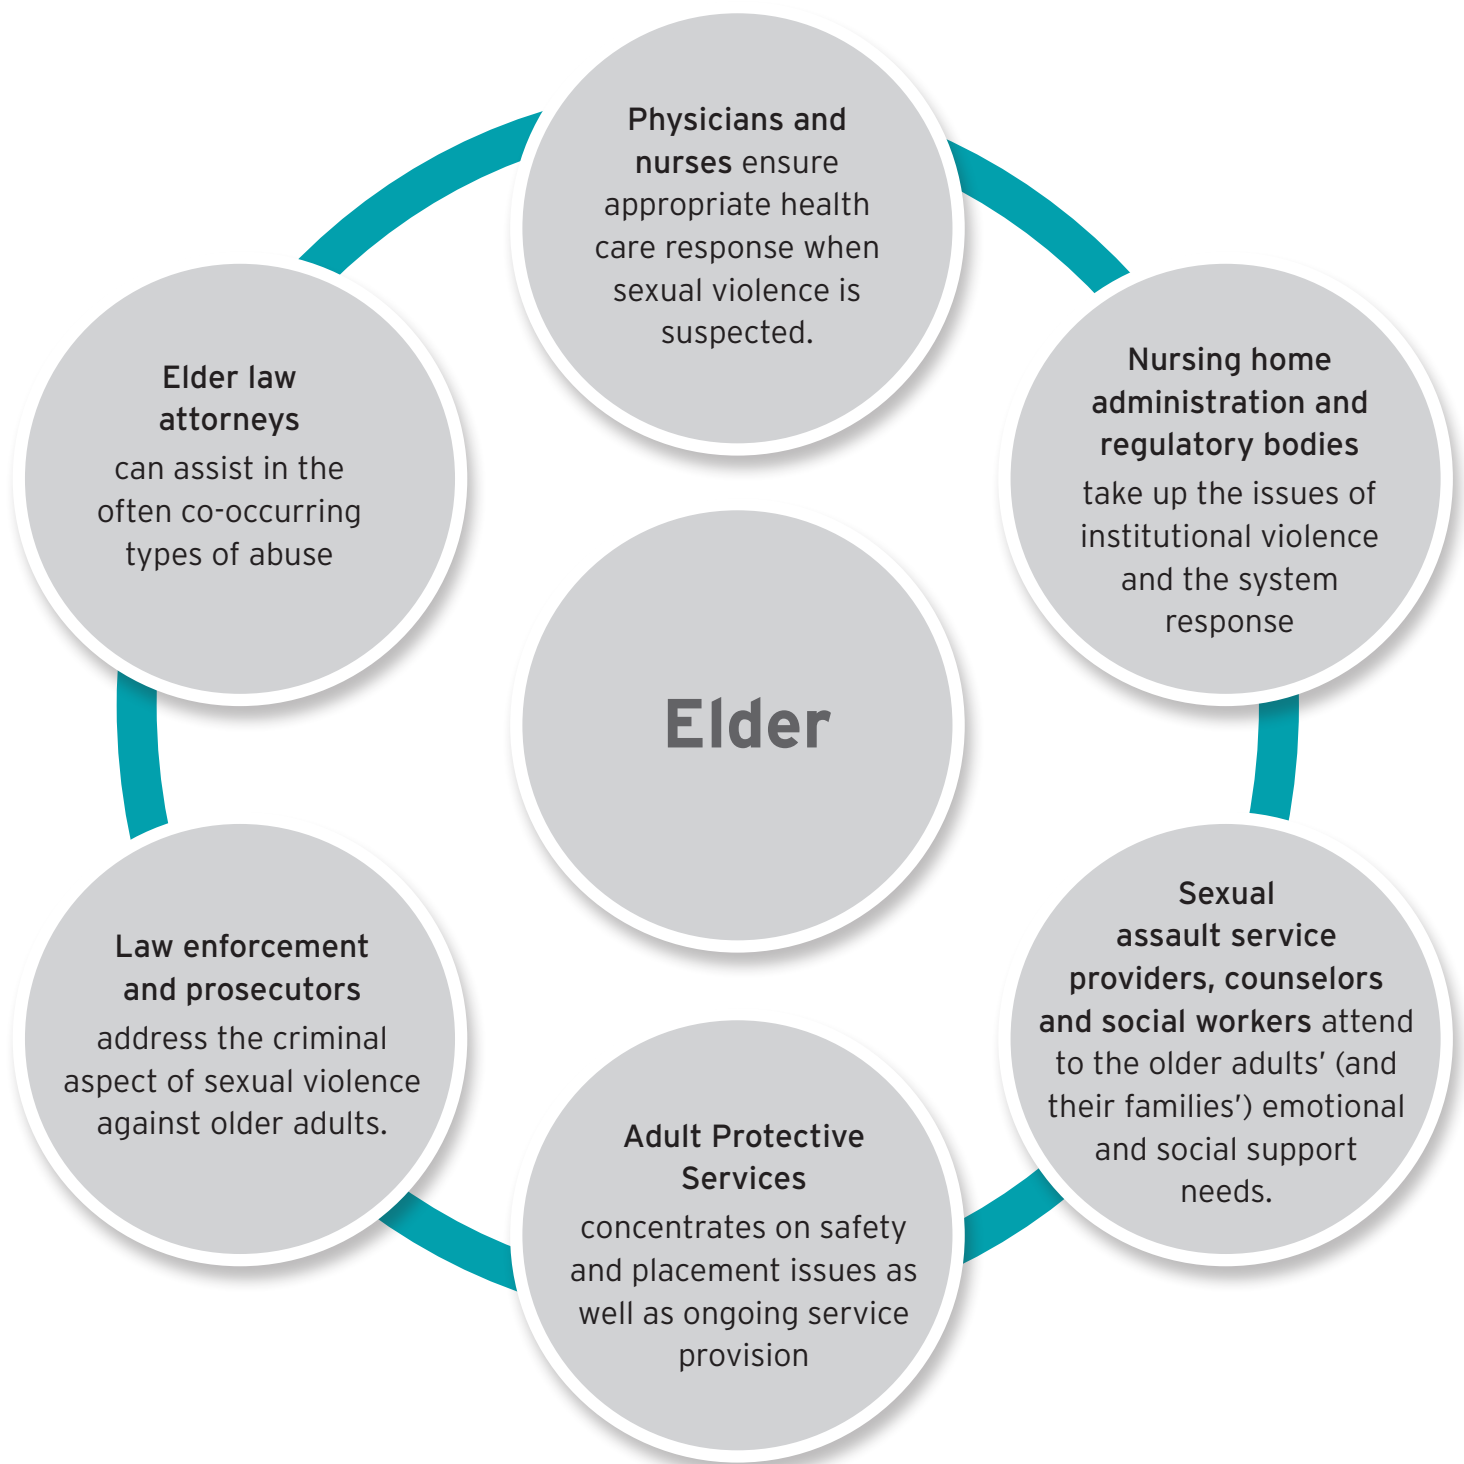 Physicians and
nurses ensure
appropriate health
care response when
sexual violence is
suspected.
Nursing home
administration and
regulatory bodies
take up the issues of
institutional violence
and the system
response
Sexual
assault service
providers, counselors
and social workers attend
to the older adults’ (and
their families’) emotional
and social support
needs.
Adult Protective
Services
concentrates on safety
and placement issues as
well as ongoing service
provision
Law enforcement
and prosecutors
address the criminal
aspect of sexual violence
against older adults.
Elder law
attorneys
can assist in the
often co-occurring
types of abuse
Elder